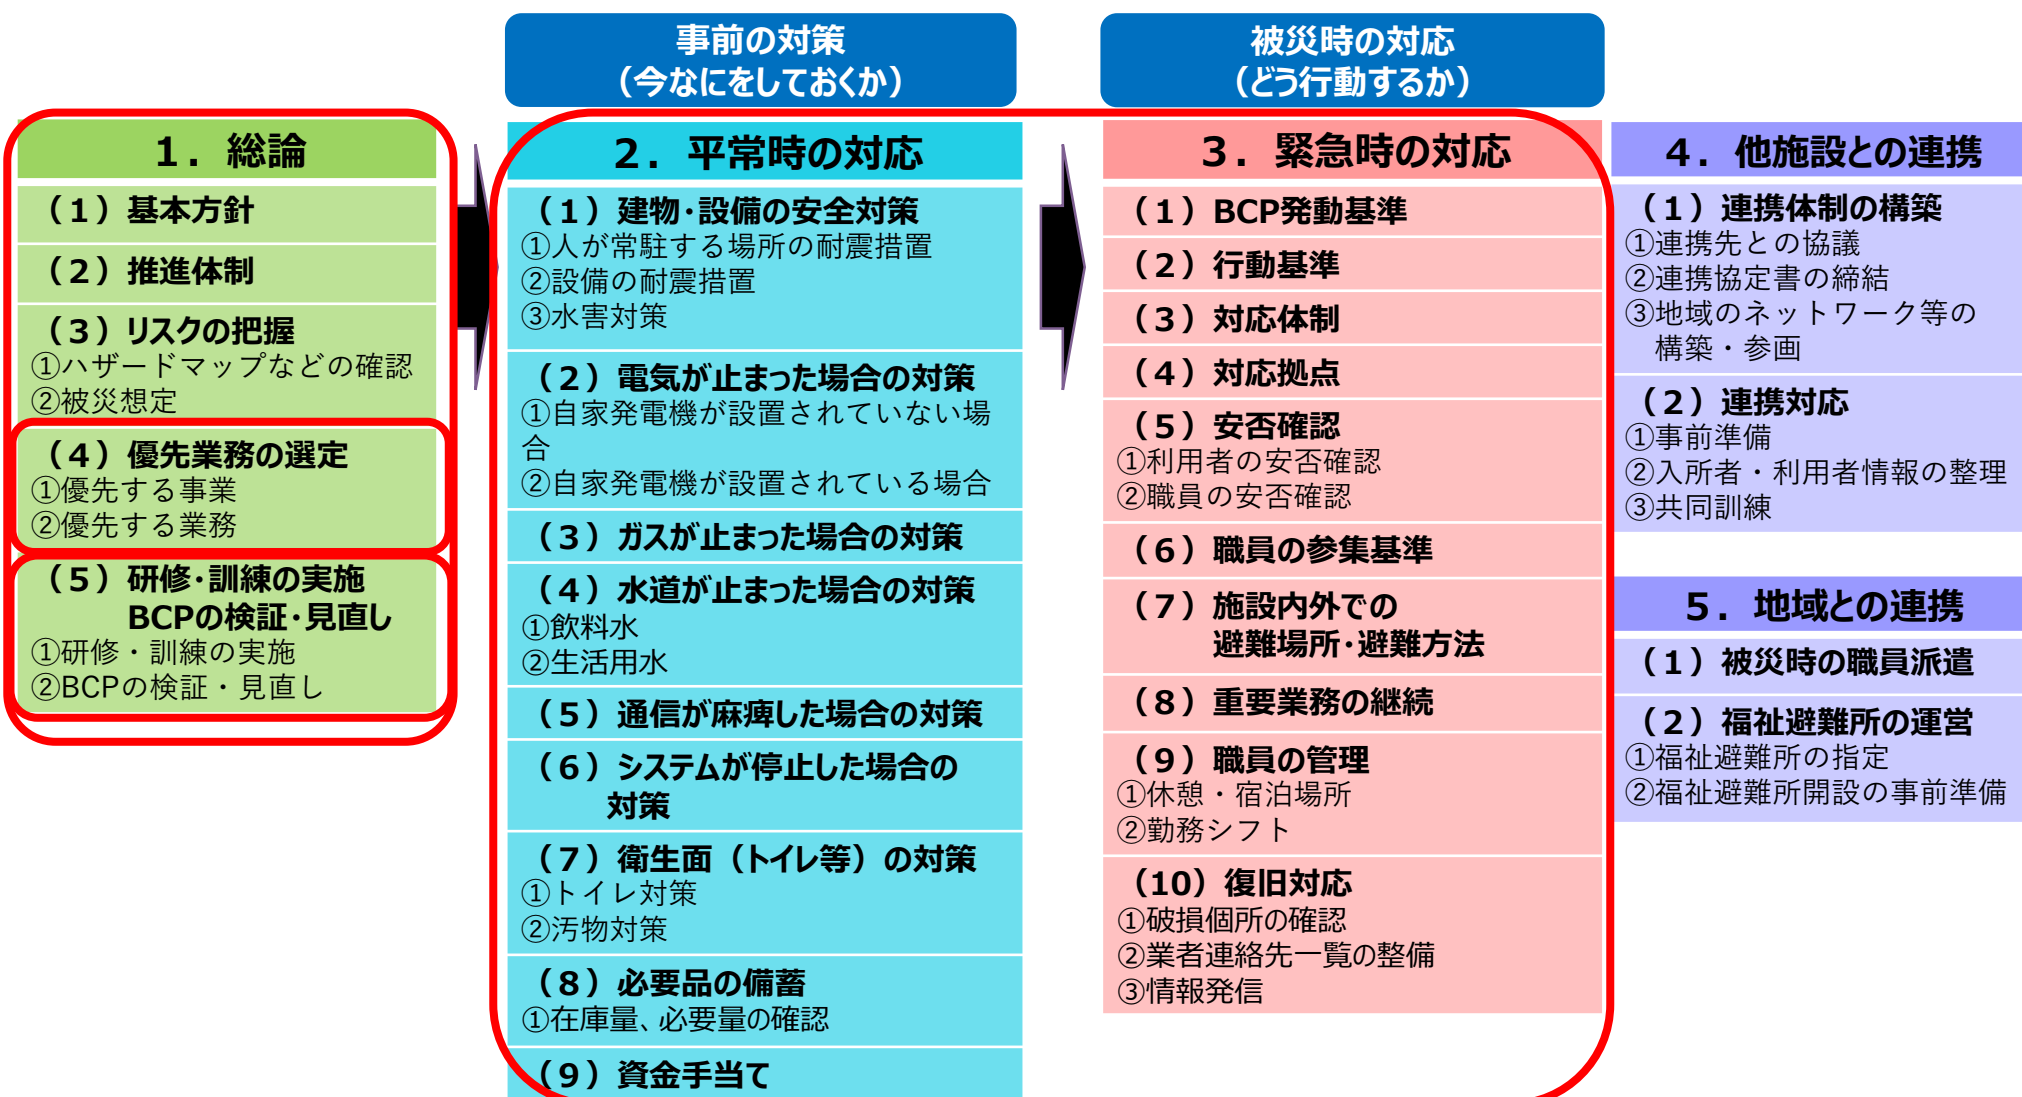 事前の対策
（今なにをしておくか）
被災時の対応
（どう行動するか）
１．総論
（１）基本方針
（２）推進体制
（３）リスクの把握
①ハザードマップなどの確認
②被災想定
（４）優先業務の選定
①優先する事業
②優先する業務
（５）研修・訓練の実施
BCPの検証・見直し
①研修・訓練の実施
②BCPの検証・見直し
２．平常時の対応
（１）建物・設備の安全対策
①人が常駐する場所の耐震措置
②設備の耐震措置
③水害対策
（２）電気が止まった場合の対策
①自家発電機が設置されていない場
合
②自家発電機が設置されている場合
（３）ガスが止まった場合の対策
（４）水道が止まった場合の対策
①飲料水
②生活用水
（５）通信が麻痺した場合の対策
（６）システムが停止した場合の
対策
（７）衛生面（トイレ等）の対策
①トイレ対策
②汚物対策
（８）必要品の備蓄
①在庫量、必要量の確認
（９）資金手当て
３．緊急時の対応
（１）BCP発動基準
（２）行動基準
（３）対応体制
（４）対応拠点
（５）安否確認
①利用者の安否確認
②職員の安否確認
（６）職員の参集基準
（７）施設内外での
避難場所・避難方法
（８）重要業務の継続
（９）職員の管理
①休憩・宿泊場所
②勤務シフト
（10）復旧対応
①破損個所の確認
②業者連絡先一覧の整備
③情報発信
４．他施設との連携
（１）連携体制の構築
①連携先との協議
②連携協定書の締結
③地域のネットワーク等の
構築・参画
（２）連携対応
①事前準備
②入所者・利用者情報の整理
③共同訓練
５．地域との連携
（１）被災時の職員派遣
（２）福祉避難所の運営
①福祉避難所の指定
②福祉避難所開設の事前準備